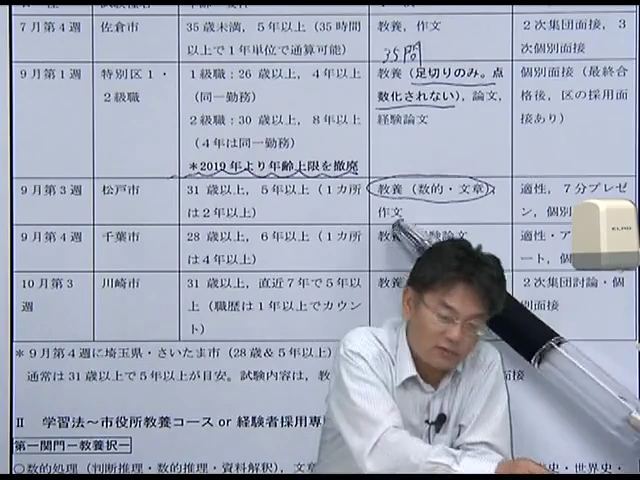 7月第4週 佐倉市 35歳未満，5年以上（35時間以上で1年単位で通算可能） 教養，作文 2次集団面接，3次個別面接
35問
9月第1週 特別区1・2級職 1級職：26歳以上，4年以上（同一勤務） 教養（足切りのみ。点数化されない），論文，経験論文 個別面接（最終合格後，区の採用面接あり）
2級職：30歳以上，8年以上（4年は同一勤務）
＊2019年より年齢上限を撤廃
9月第3週 松戸市 31歳以上，5年以上（1カ所は2年以上） 教養（数的・文章），作文 適性，7分プレゼン，個別
9月第4週 千葉市 28歳以上，6年以上（1カ所は4年以上） 教 験論文 適性・ア ート，個
10月第3週 川崎市 31歳以上，直近7年で5年以上（職歴は1年以上でカウント） 教養 2次集団討論・個別面接
＊9月第4週に埼玉県・さいたま市（28歳＆5年以上）
通常は31歳以上で5年以上が目安。試験内容は，教 面接
Ⅱ 学習法～市役所教養コース or 経験者採用専
第一関門ー教養択一
○数的処理（判断推理・数的推理・資料解釈），文章 史・世界史・
ELMO